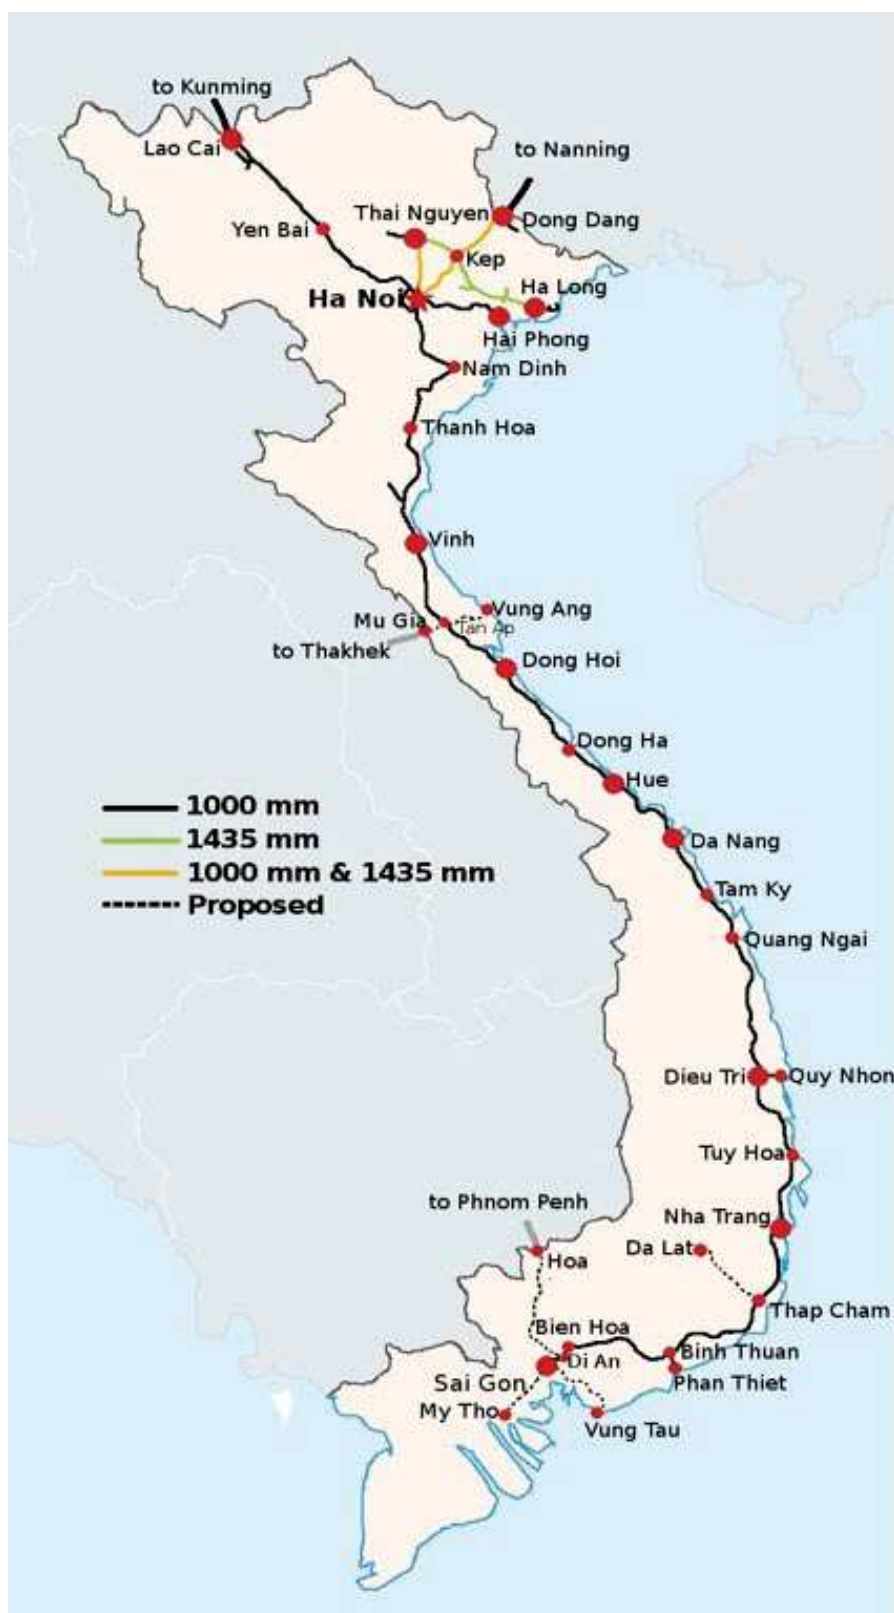 to Kunming
Lao Cai
to Nanning
Thai Nguyen
Dong Dang
Yen Bai
Kep
Ha Noi
Ha Long
Hai Phong
Nam Dinh
Thanh Hoa
Vinh
Vung Ang
Mu Gia
Tan Ap
to Thakhek
Dong Hoi
Dong Ha
Hue
1000 mm
1435 mm
1000 mm & 1435 mm
Proposed
Da Nang
Tam Ky
Quang Ngai
Dieu Tri
Quy Nhon
Tuy Hoa
to Phnom Penh
Nha Trang
Da Lat
Hoa
Thap Cham
Bien Hoa
Binh Thuan
Di An
Sai Gon
Phan Thiet
My Tho
Vung Tau